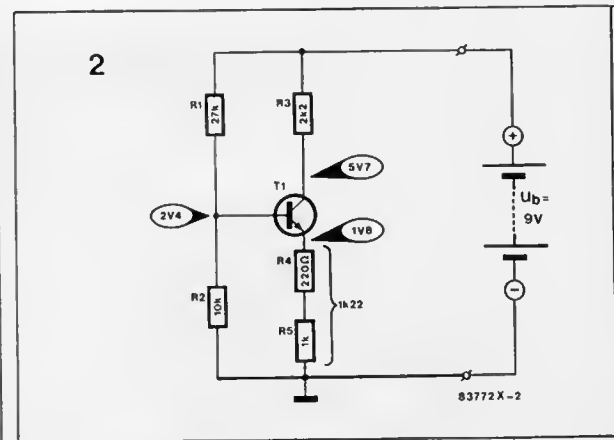 2
R1
27k
R3
2k2
5V7
T1
2V4
1V8
R4
220Ω
1k22
R2
10k
R5
1k
+
Ub=
9V
−
83772X-2